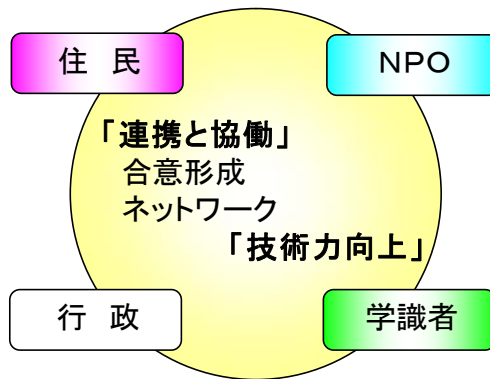 住　民
NPO
「連携と協働」
合意形成
ネットワーク
「技術力向上」
行　政
学識者